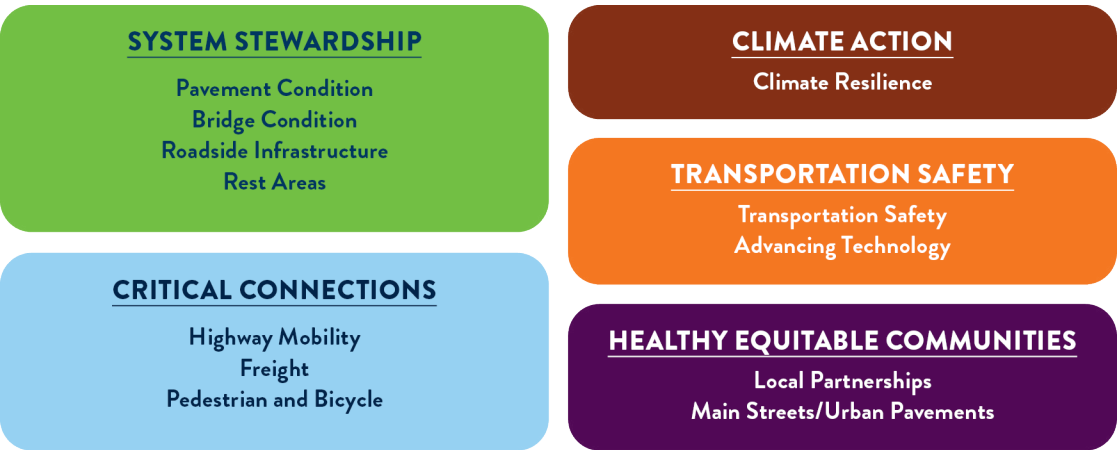 SYSTEM STEWARDSHIP
Pavement Condition
Bridge Condition
Roadside Infrastructure
Rest Areas
CRITICAL CONNECTIONS
Highway Mobility
Freight
Pedestrian and Bicycle
CLIMATE ACTION
Climate Resilience
TRANSPORTATION SAFETY
Transportation Safety
Advancing Technology
HEALTHY EQUITABLE COMMUNITIES
Local Partnerships
Main Streets/Urban Pavements